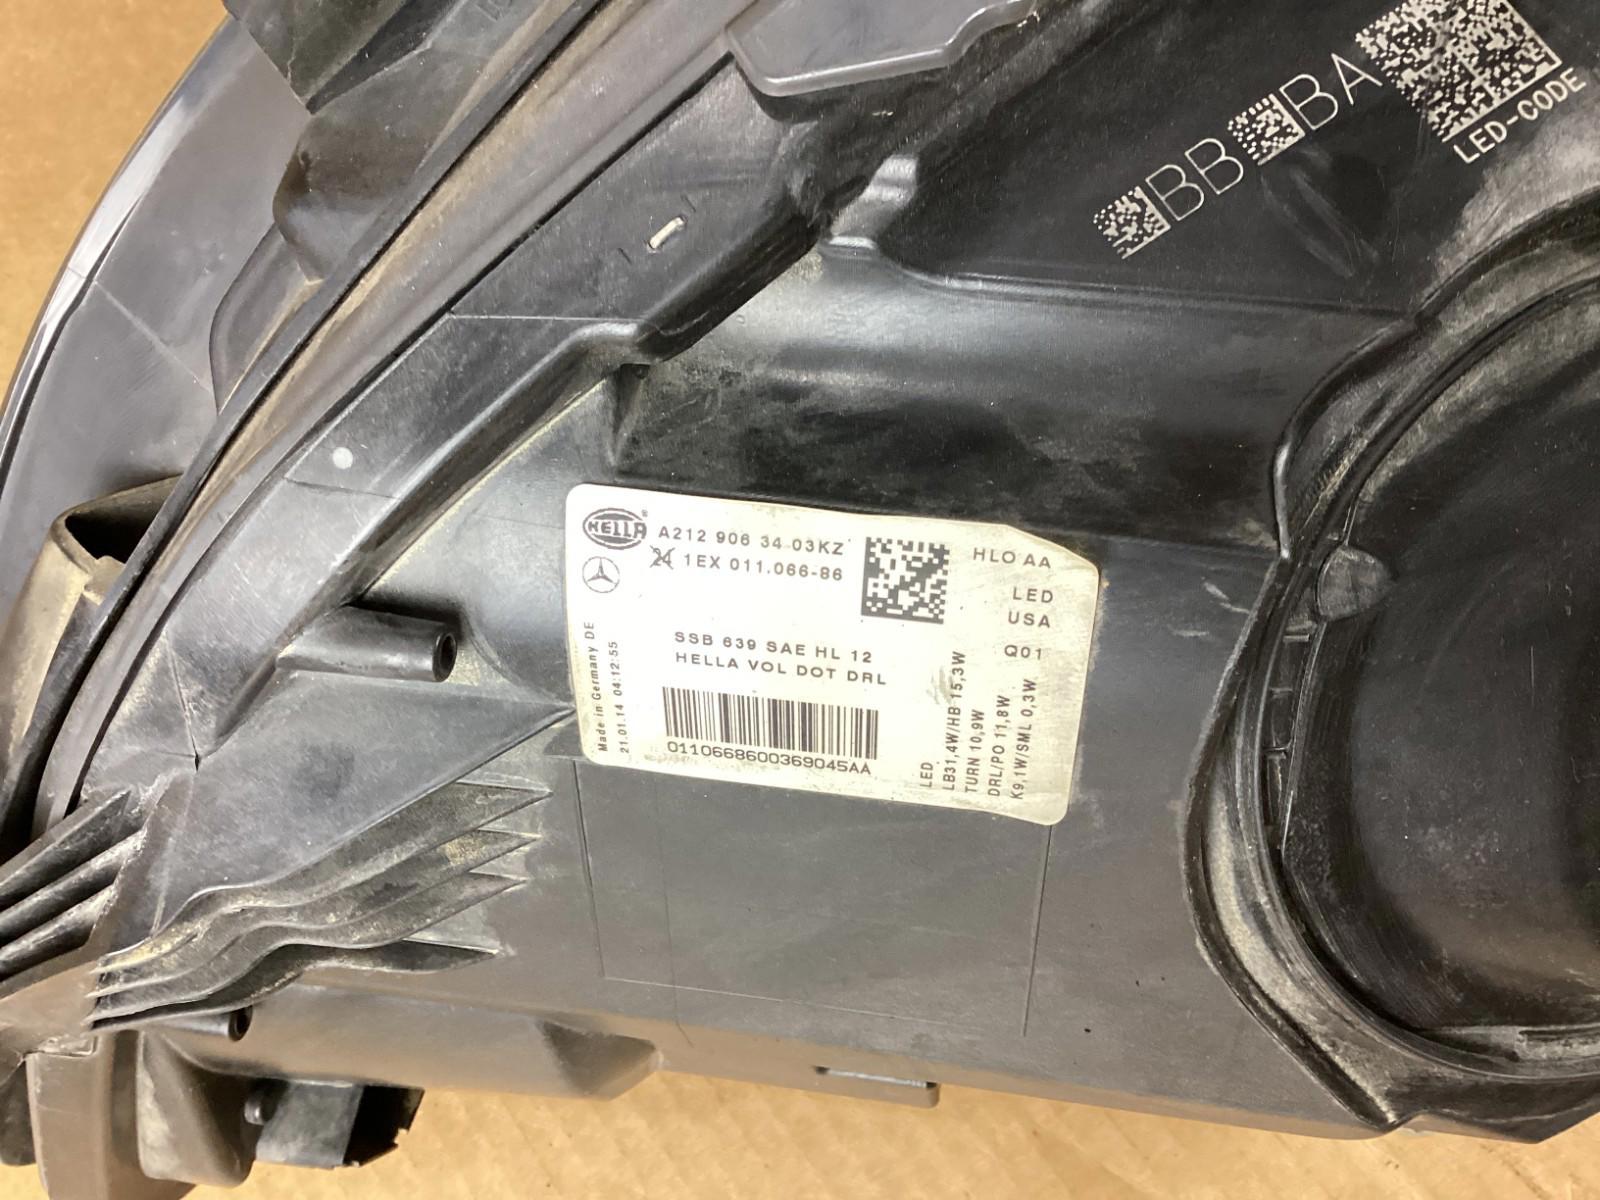 BB BA
LED-CODE
HELLA
A212 906 34 03KZ
24 1EX 011.066-86
HLO AA
LED
USA
Q01
SSB 639 SAE HL 12
HELLA VOL DOT DRL
Made in Germany DE
21.01.14 04:12:55
0110668600369045AA
LED
LB31,4W/HB 15,3W
TURN 10,9W
DRL/PO 11,8W
K9,1W/SML 0,3W